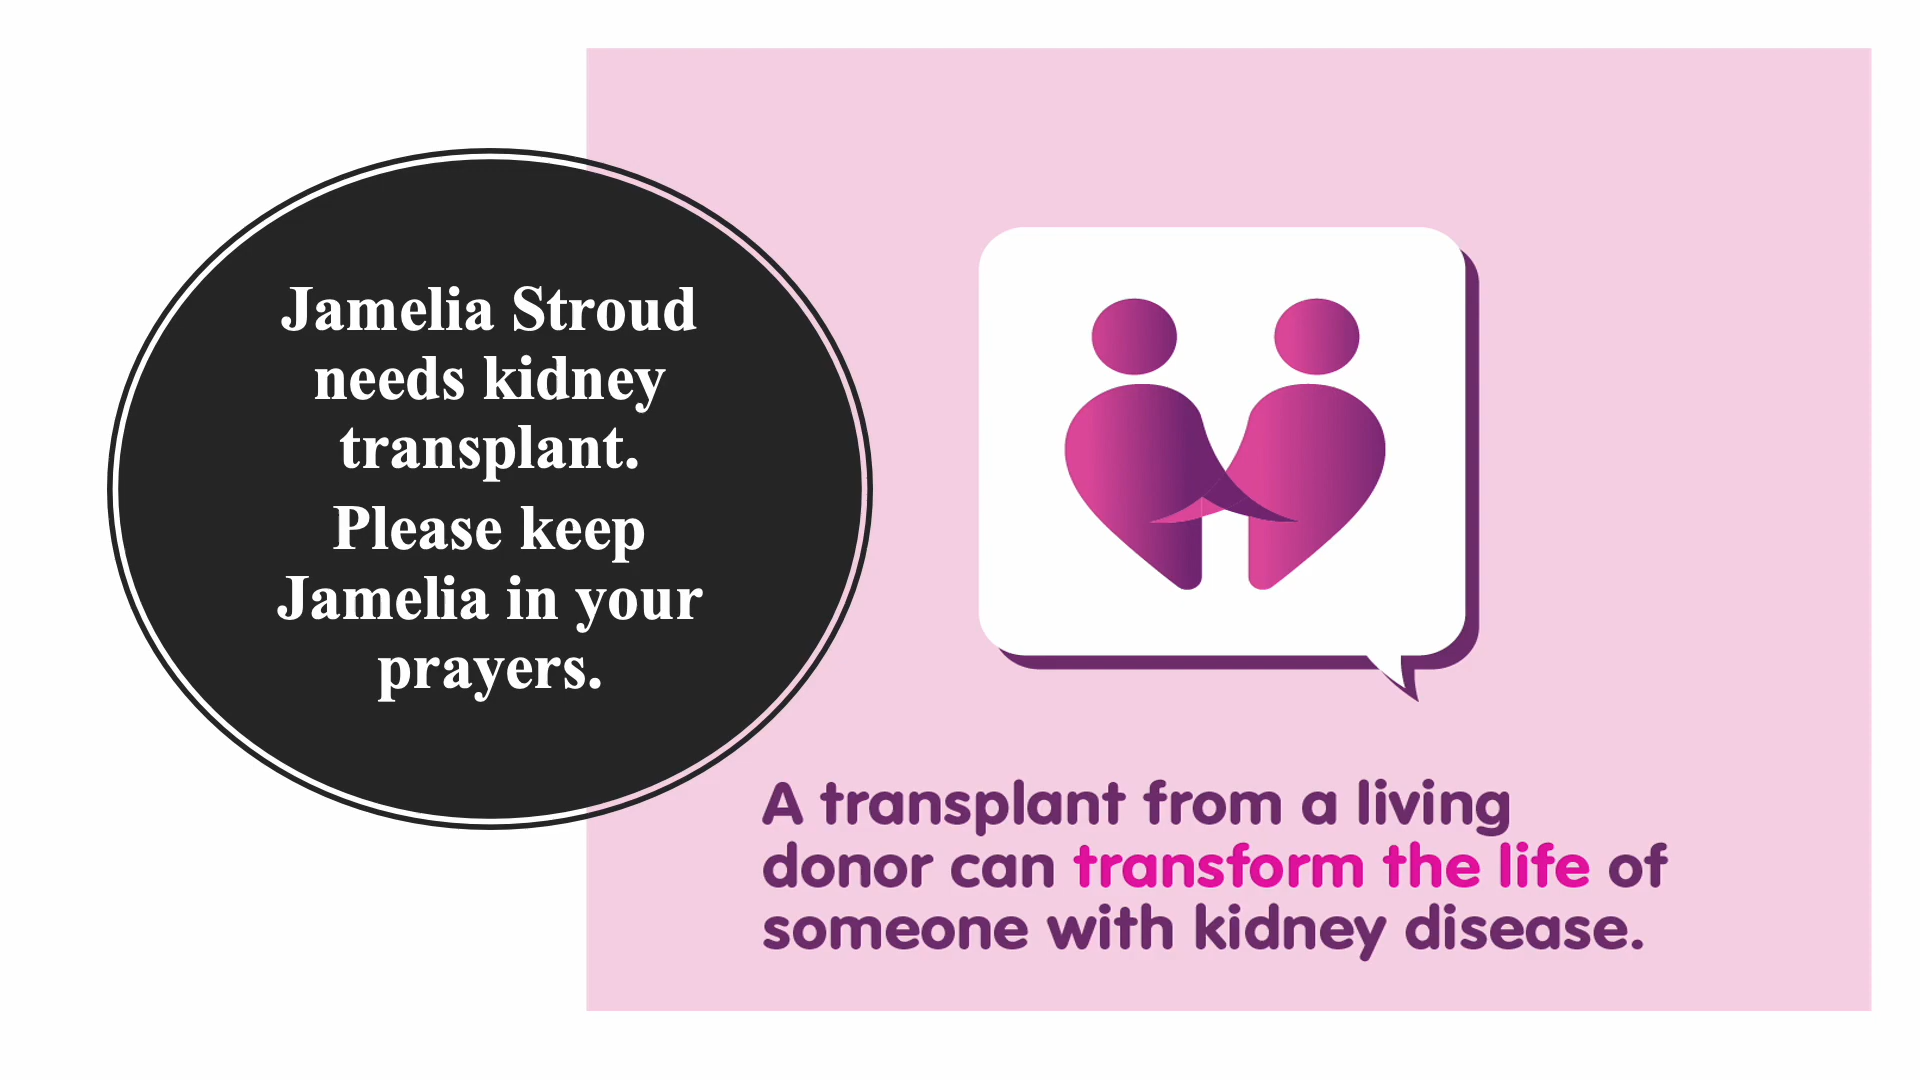 Jamelia Stroud
needs kidney
transplant.
Please keep
Jamelia in your
prayers.
A transplant from a living
donor can transform the life of
someone with kidney disease.